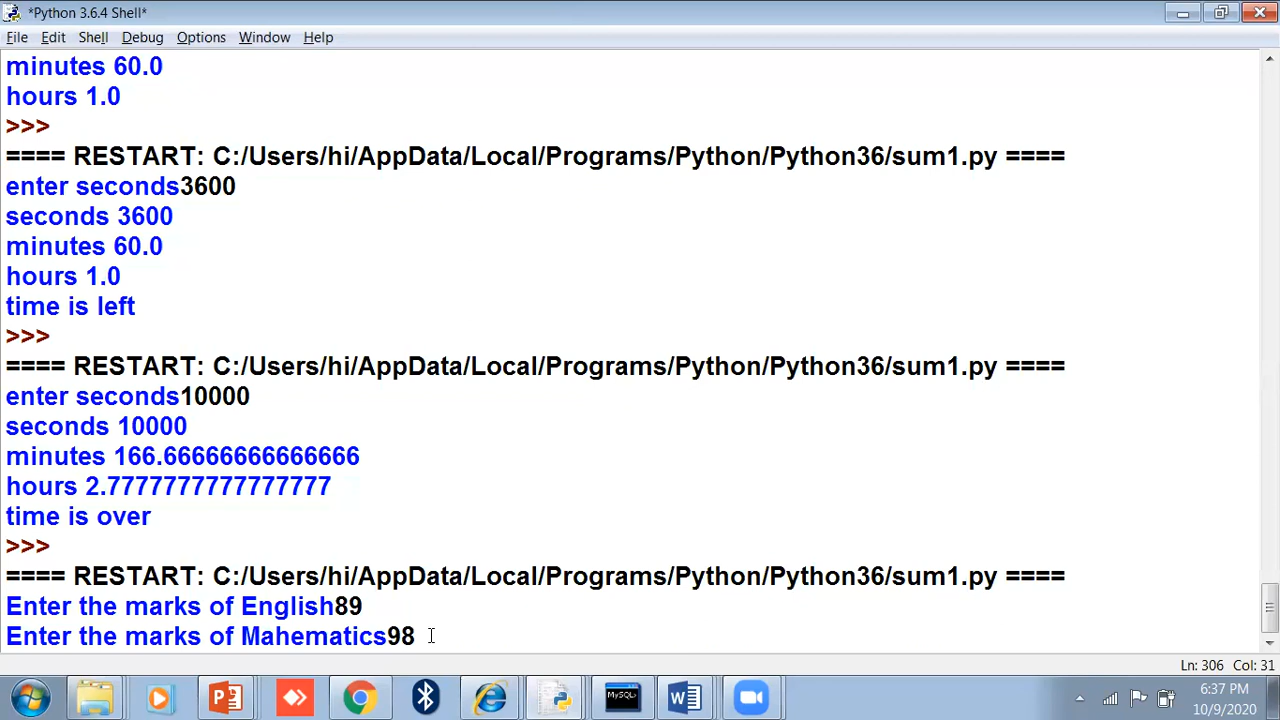 *Python 3.6.4 Shell*
File Edit Shell Debug Options Window Help
minutes 60.0
hours 1.0
>>>
==== RESTART: C:/Users/hi/AppData/Local/Programs/Python/Python36/sum1.py ====
enter seconds3600
seconds 3600
minutes 60.0
hours 1.0
time is left
>>>
==== RESTART: C:/Users/hi/AppData/Local/Programs/Python/Python36/sum1.py ====
enter seconds10000
seconds 10000
minutes 166.66666666666666
hours 2.7777777777777777
time is over
>>>
==== RESTART: C:/Users/hi/AppData/Local/Programs/Python/Python36/sum1.py ====
Enter the marks of English89
Enter the marks of Mahematics98
Ln: 306 Col: 31
MySQL
6:37 PM
10/9/2020